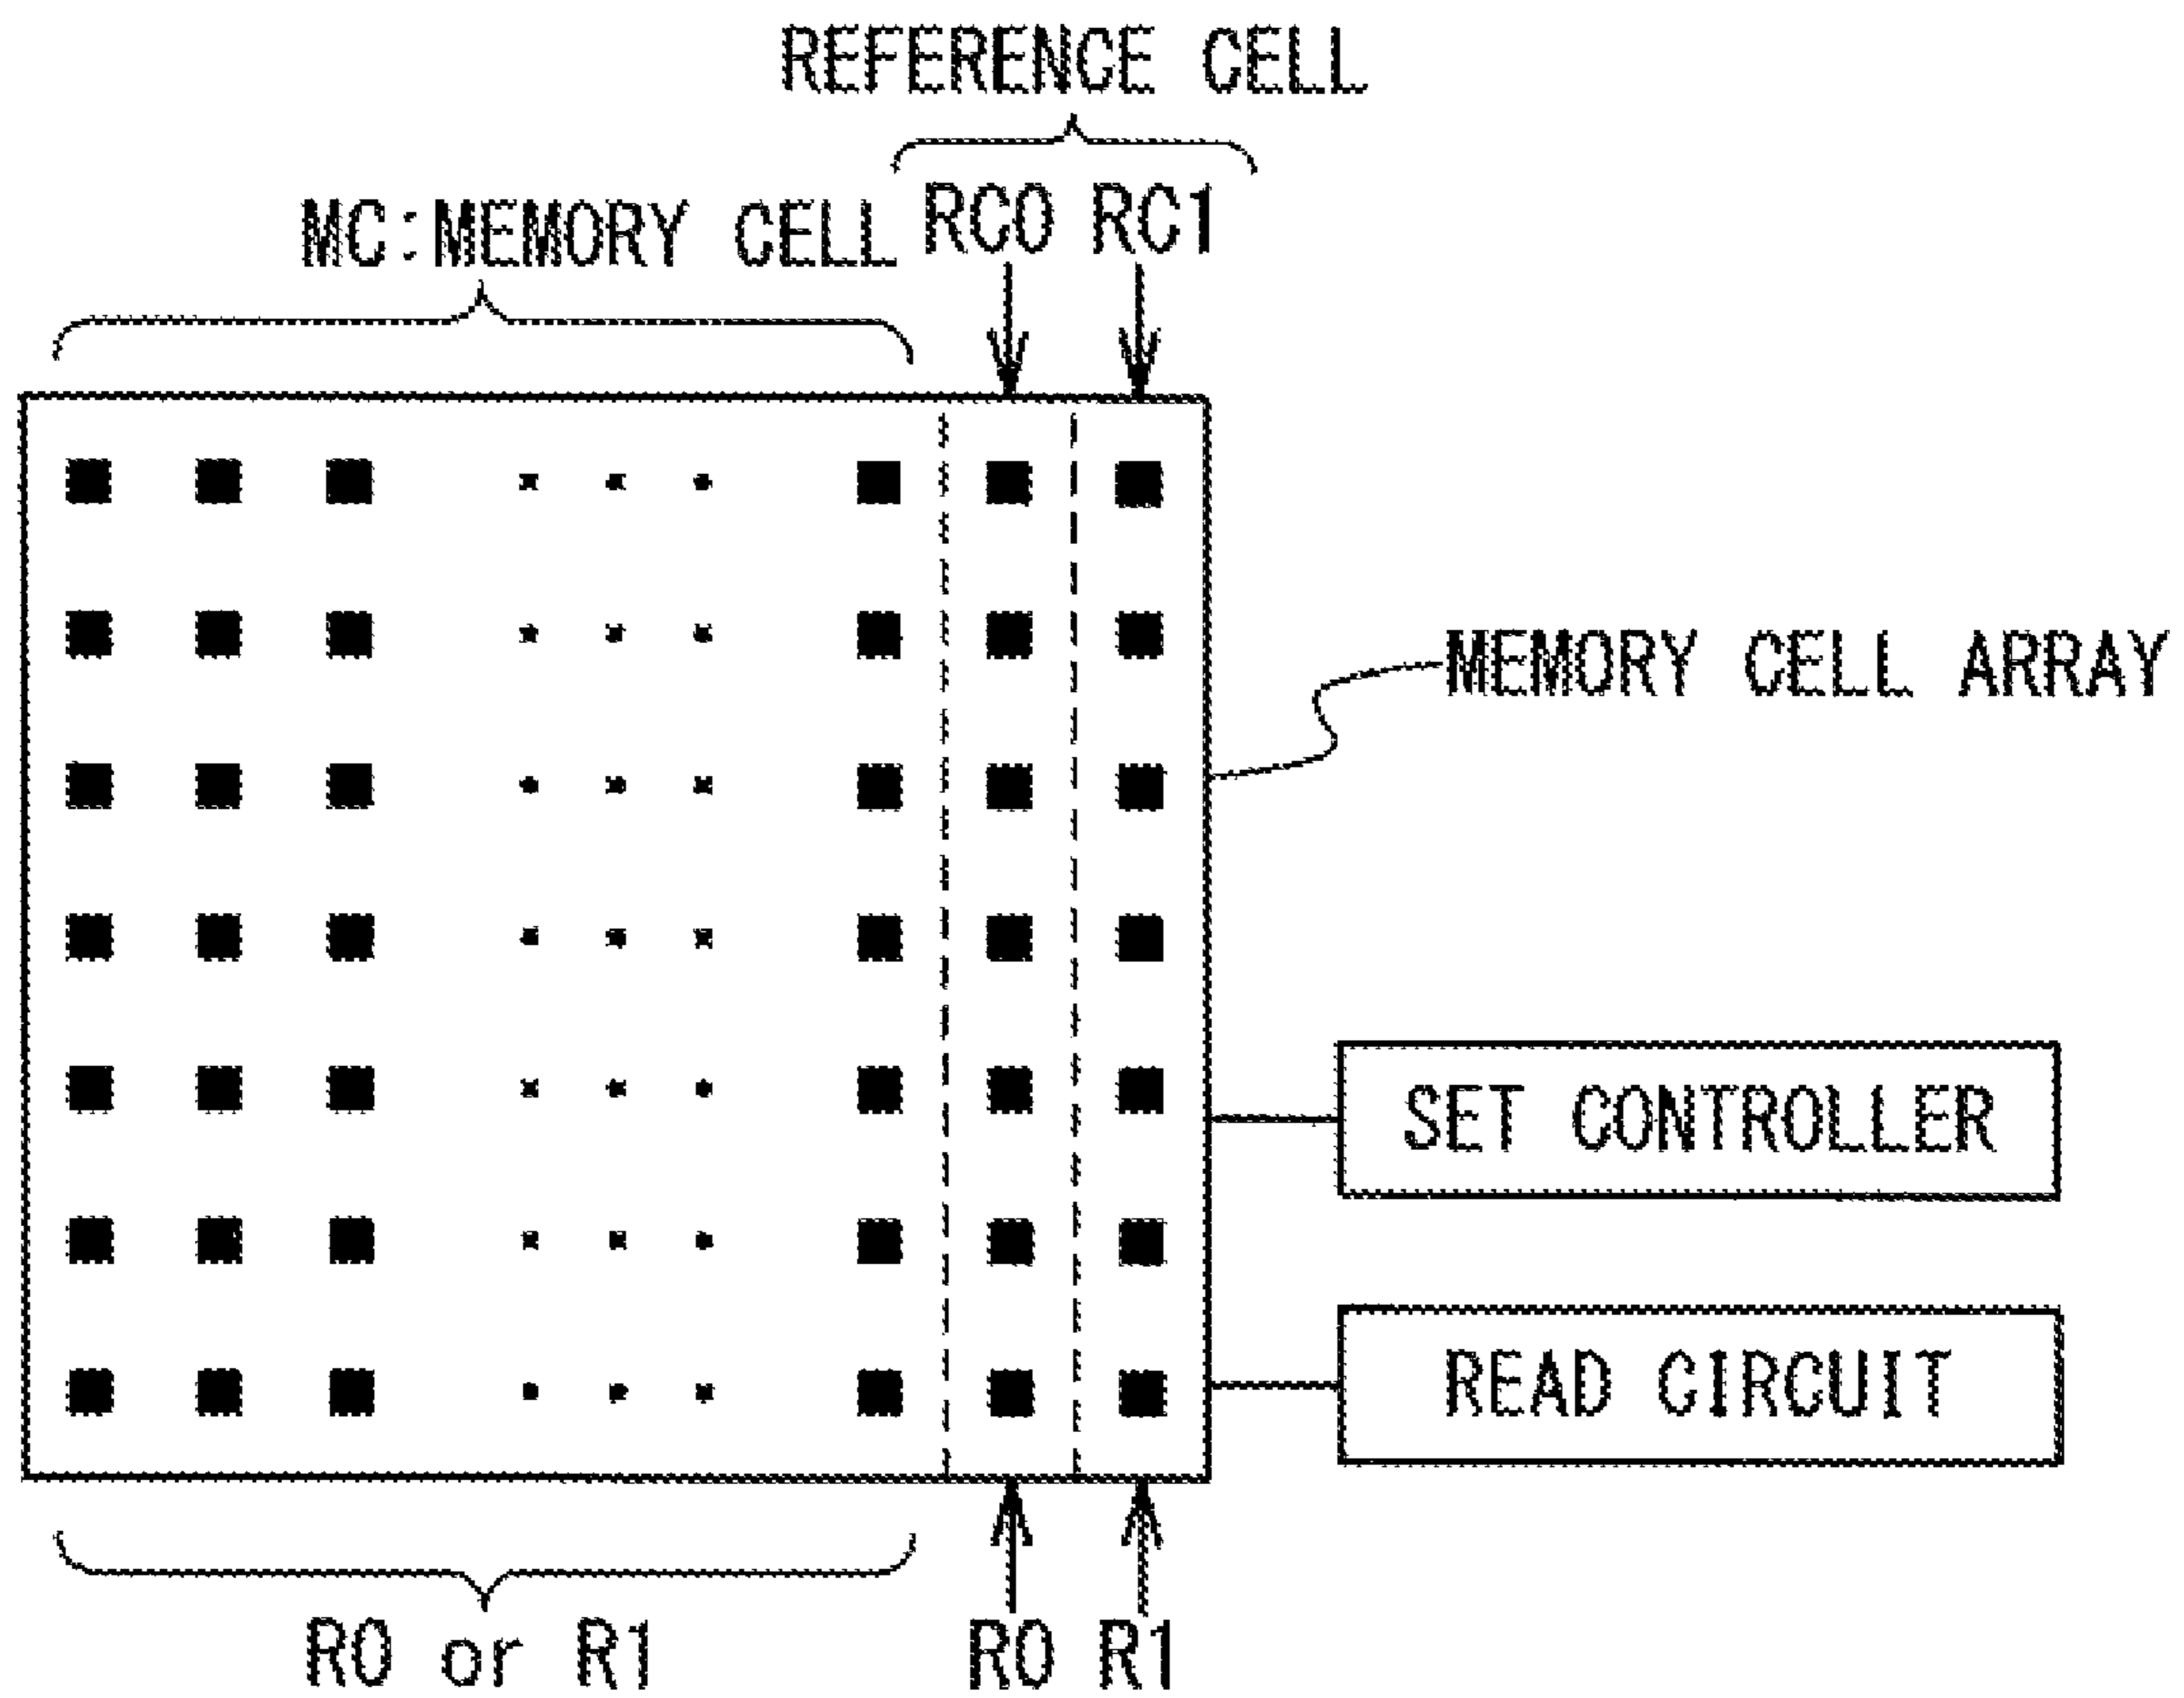 REFERENCE CELL
MC:MEMORY CELL
RC0 RC1
MEMORY CELL ARRAY
SET CONTROLLER
READ CIRCUIT
R0 or R1
R0 R1